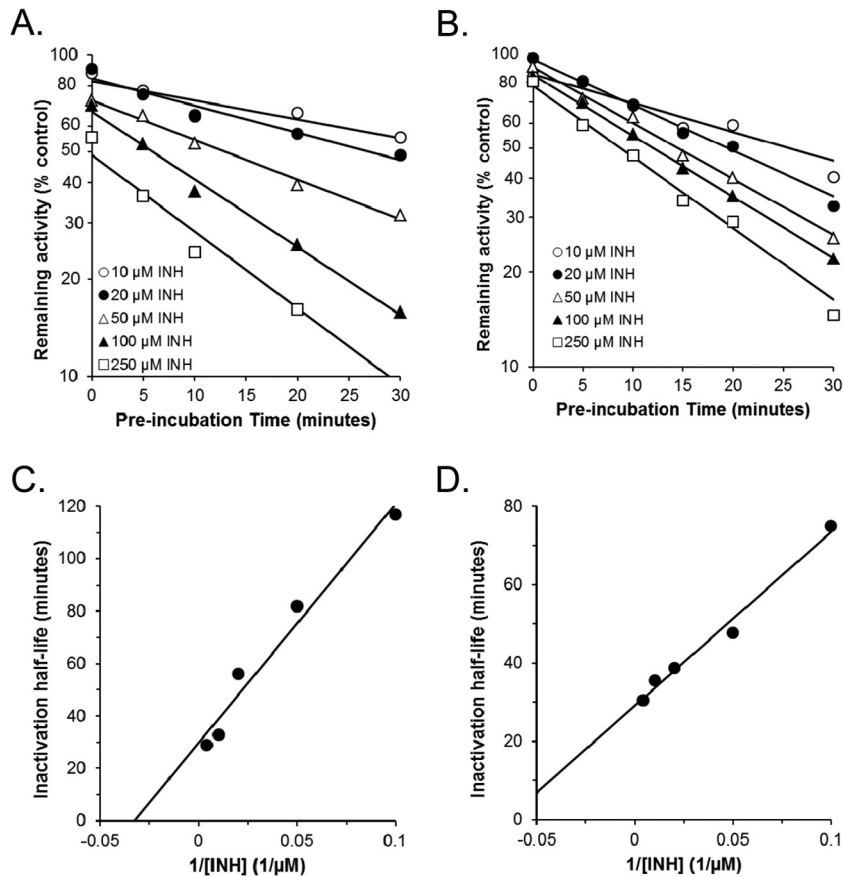 A.
Remaining activity (% control)
100
80
60
50
40
30
20
10
10 μM INH
20 μM INH
50 μM INH
100 μM INH
250 μM INH
0 5 10 15 20 25 30
Pre-incubation Time (minutes)
B.
Remaining activity (% control)
100
80
60
50
40
30
20
10
10 μM INH
20 μM INH
50 μM INH
100 μM INH
250 μM INH
0 5 10 15 20 25 30
Pre-incubation Time (minutes)
C.
Inactivation half-life (minutes)
120
100
80
60
40
20
0
-0.05 0 0.05 0.1
1/[INH] (1/μM)
D.
Inactivation half-life (minutes)
80
60
40
20
0
-0.05 0 0.05 0.1
1/[INH] (1/μM)